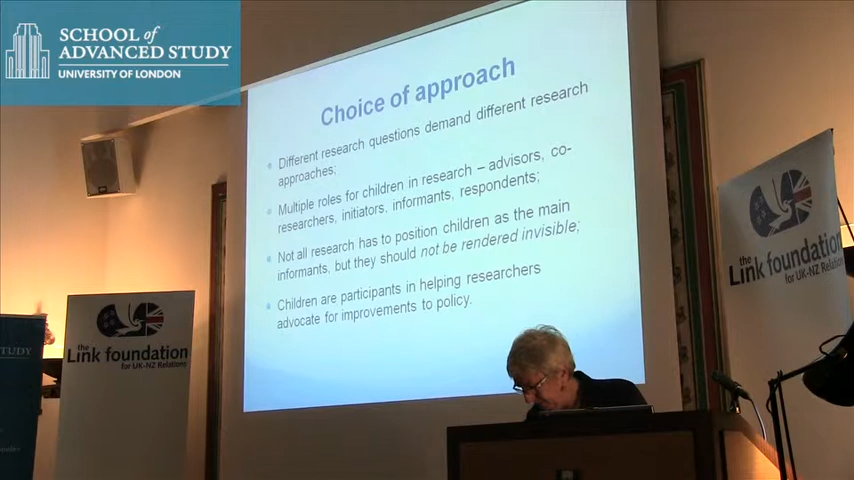 SCHOOL of
ADVANCED STUDY
UNIVERSITY OF LONDON
Choice of approach
Different research questions demand different research
approaches;
Multiple roles for children in research – advisors, co-
researchers, initiators, informants, respondents;
Not all research has to position children as the main
informants, but they should not be rendered invisible;
Children are participants in helping researchers
advocate for improvements to policy.
the
Link foundation
for UK-NZ Relations
the
Link foundation
for UK-NZ Relations
STUDY